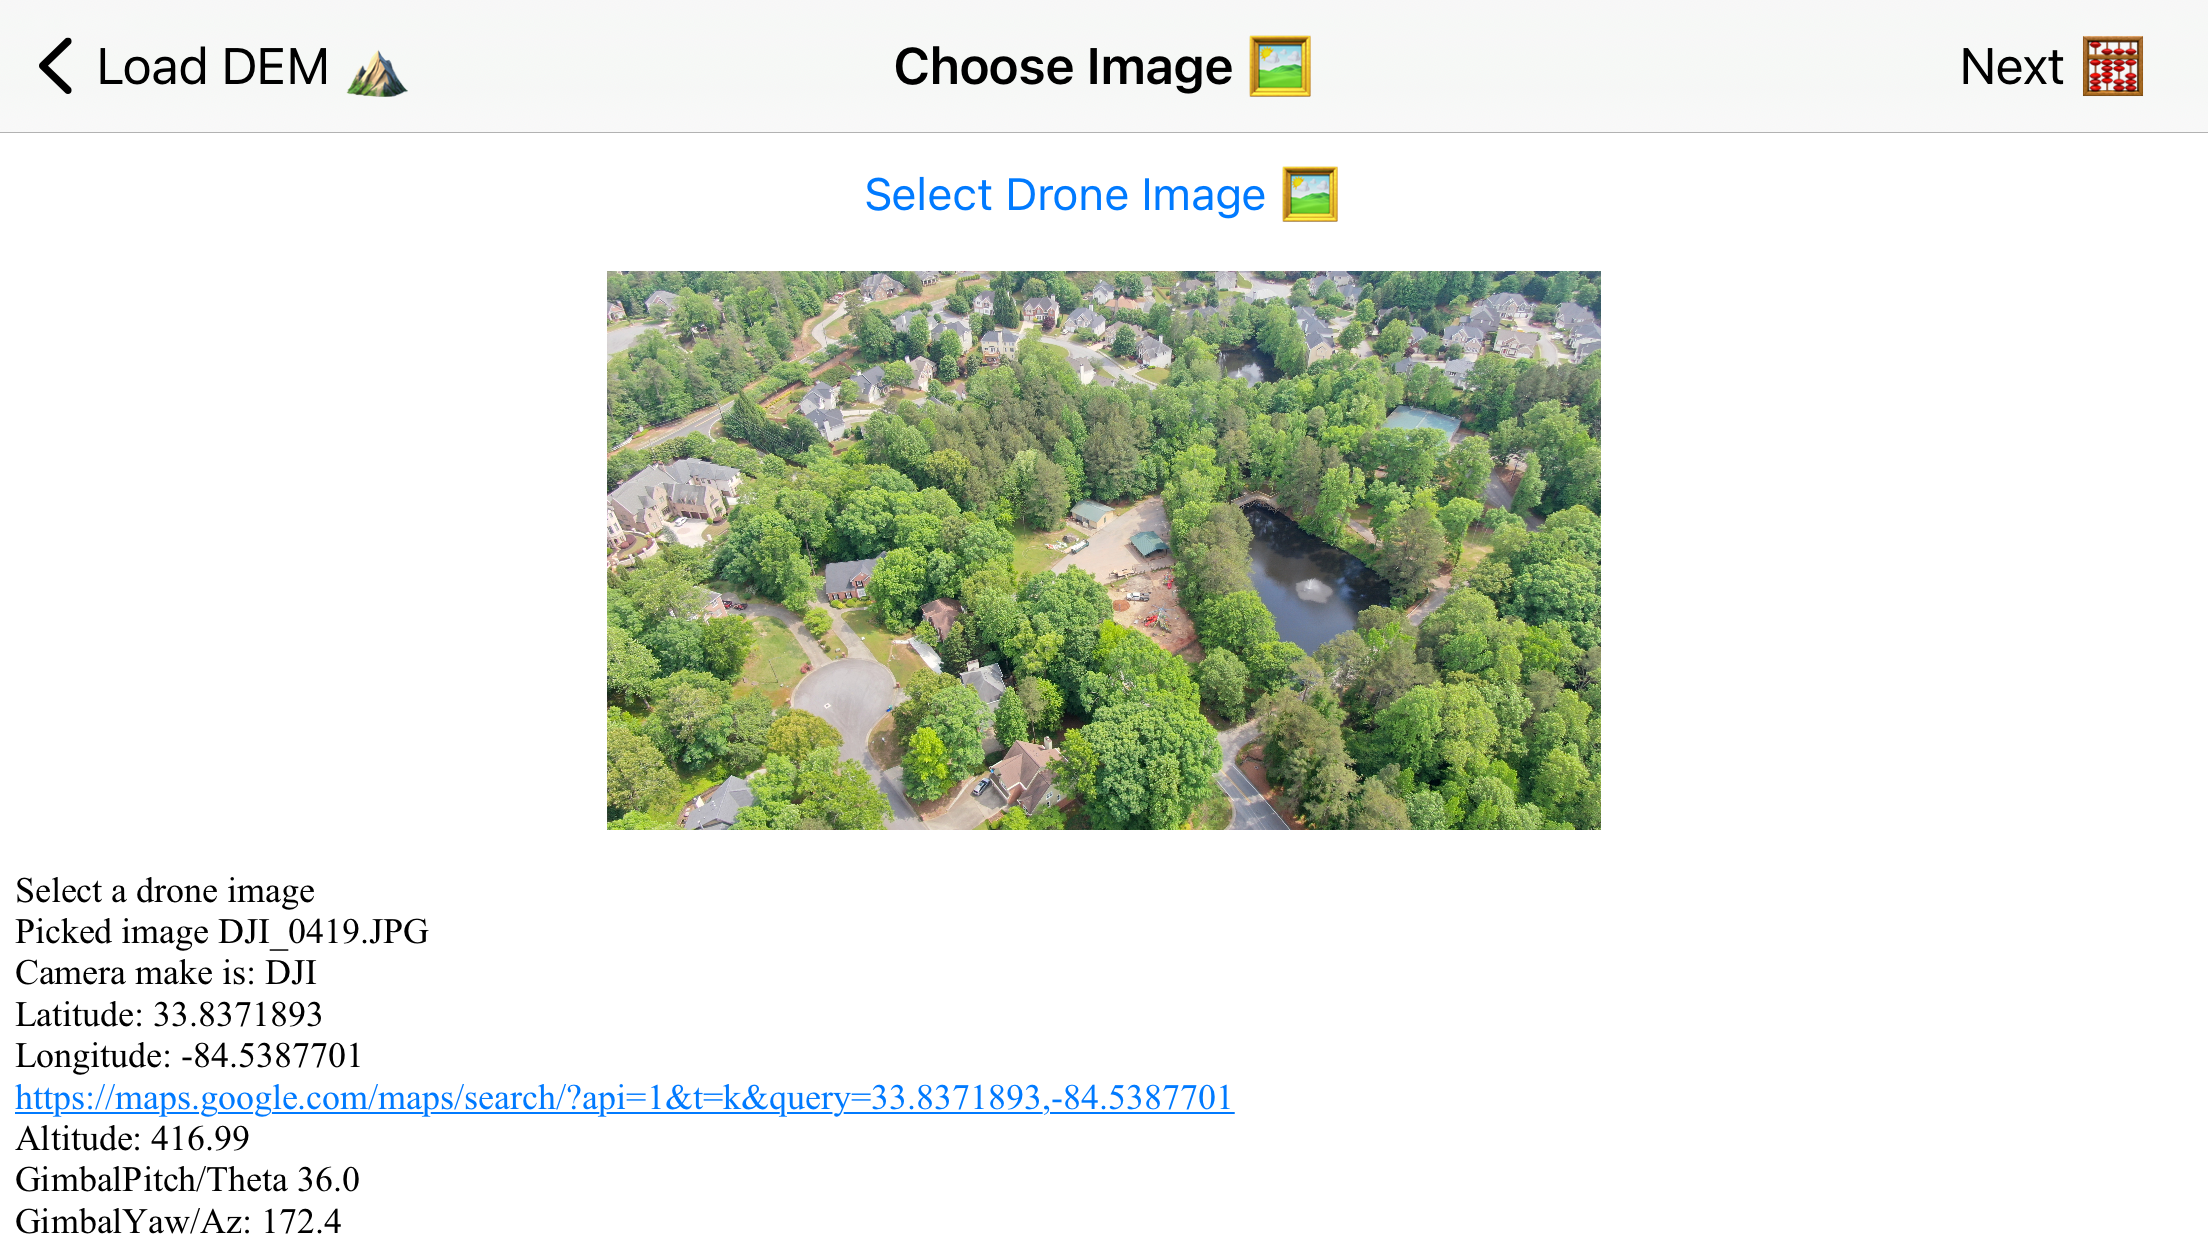 Load DEM
Choose Image
Next
Select Drone Image
Select a drone image
Picked image DJI_0419.JPG
Camera make is: DJI
Latitude: 33.8371893
Longitude: -84.5387701
https://maps.google.com/maps/search/?api=1&t=k&query=33.8371893,-84.5387701
Altitude: 416.99
GimbalPitch/Theta 36.0
GimbalYaw/Az: 172.4